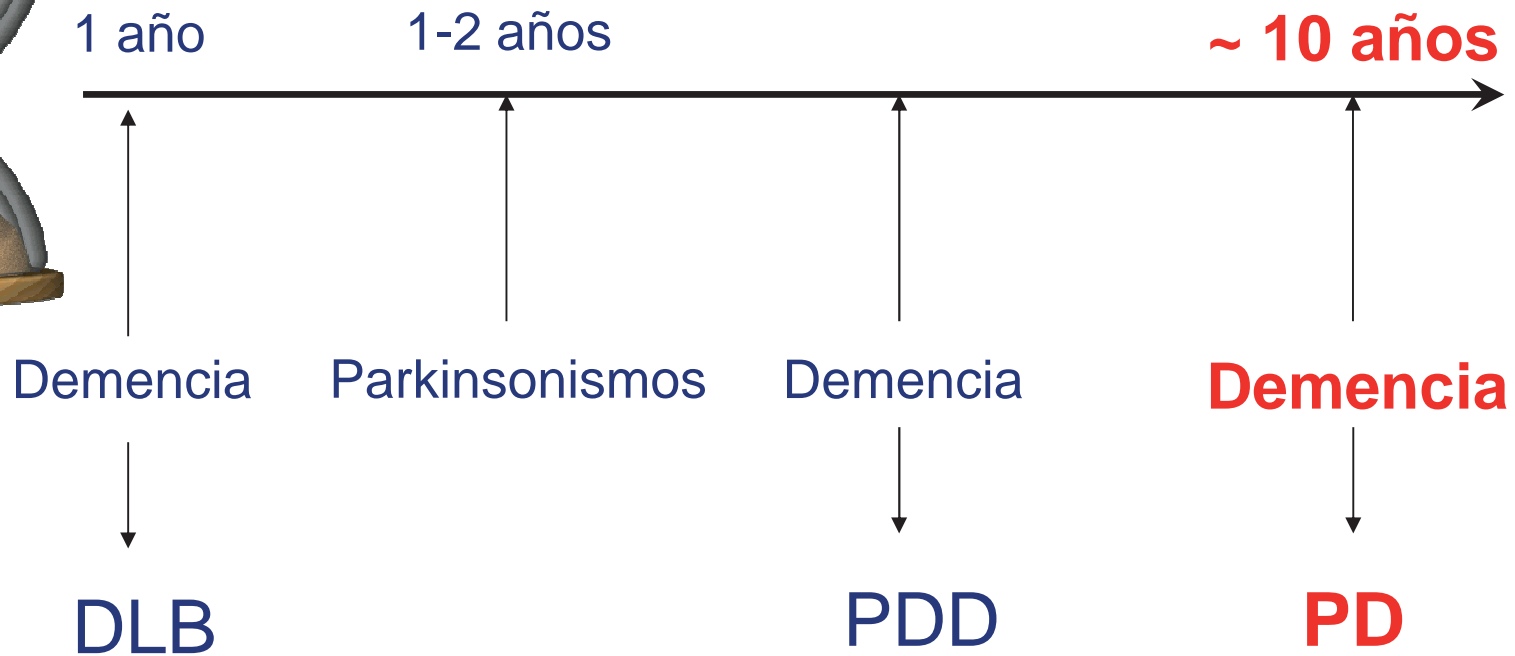 1 año 1-2 años ~ 10 años
Demencia Parkinsonismos Demencia Demencia
DLB PDD PD